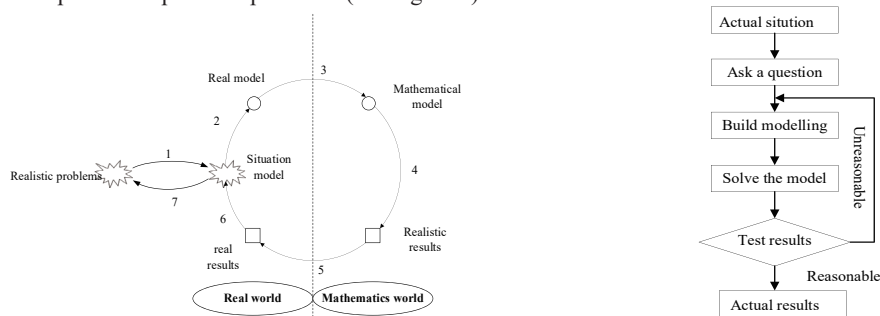 3
Real model
Mathematical
model
2
1
Situation
model
Realistic problems
4
7
6
real
results
Realistic
results
5
Real world
Mathematics world
Actual sitution
Ask a question
Build modelling
Unreasonable
Solve the model
Test results
Reasonable
Actual results